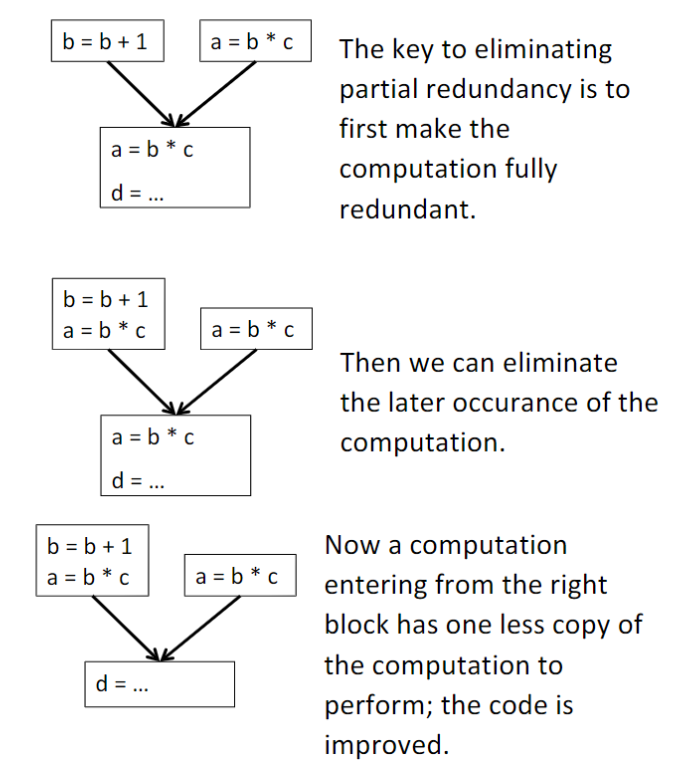 b = b + 1
a = b * c
a = b * c
d = ...
The key to eliminating
partial redundancy is to
first make the
computation fully
redundant.
b = b + 1
a = b * c
a = b * c
a = b * c
d = ...
Then we can eliminate
the later occurance of the
computation.
b = b + 1
a = b * c
a = b * c
d = ...
Now a computation
entering from the right
block has one less copy of
the computation to
perform; the code is
improved.